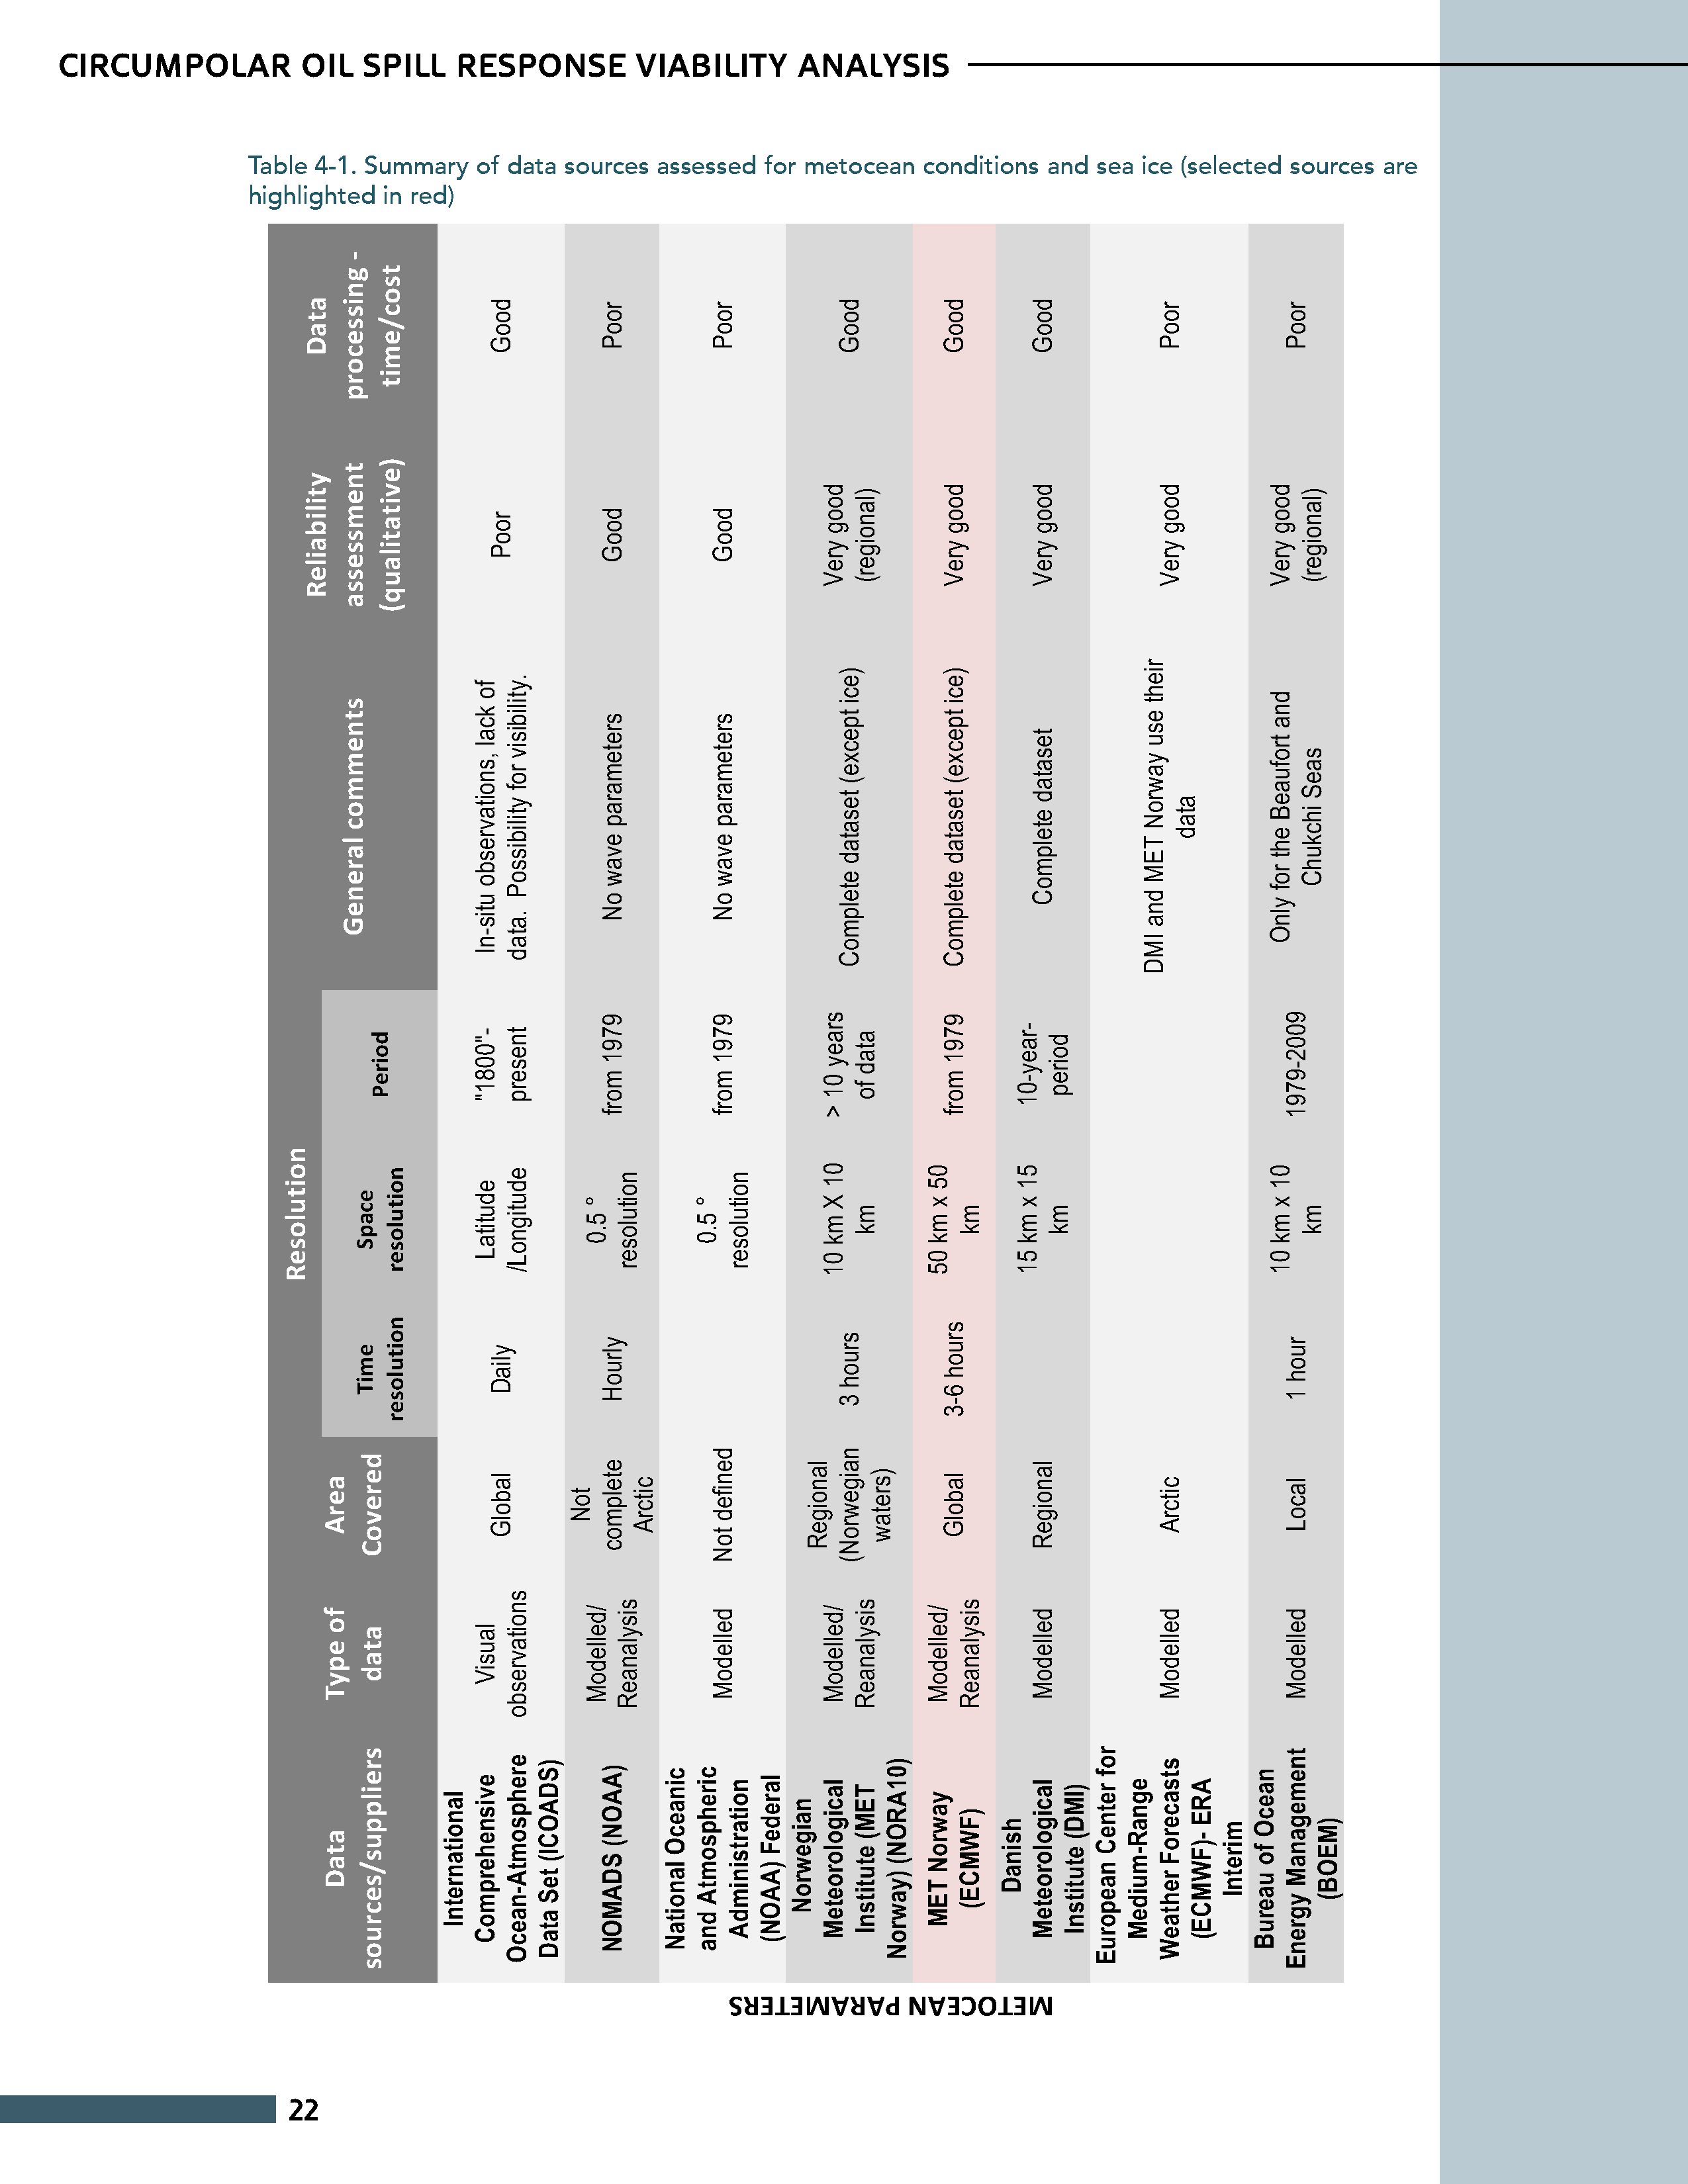 CIRCUMPOLAR OIL SPILL RESPONSE VIABILITY ANALYSIS
Table 4-1. Summary of data sources assessed for metocean conditions and sea ice (selected sources are
highlighted in red)
METOCEAN PARAMETERS
Data
sources/suppliers
Type of
data
Area
Covered
Resolution
Time
resolution
Space
resolution
Period
General comments
Reliability
assessment
(qualitative)
Data
processing -
time/cost
International
Comprehensive
Ocean-Atmosphere
Data Set (ICOADS)
Visual
observations
Global
Daily
Latitude
/Longitude
"1800"-
present
In-situ observations, lack of
data.  Possibility for visibility.
Poor
Good
NOMADS (NOAA)
Modelled/
Reanalysis
Not
complete
Arctic
Hourly
0.5 °
resolution
from 1979
No wave parameters
Good
Poor
National Oceanic
and Atmospheric
Administration
(NOAA) Federal
Modelled
Not defined
0.5 °
resolution
from 1979
No wave parameters
Good
Poor
Norwegian
Meteorological
Institute (MET
Norway) (NORA10)
Modelled/
Reanalysis
Regional
(Norwegian
waters)
3 hours
10 km X 10
km
> 10 years
of data
Complete dataset (except ice)
Very good
(regional)
Good
MET Norway
(ECMWF)
Modelled/
Reanalysis
Global
3-6 hours
50 km x 50
km
from 1979
Complete dataset (except ice)
Very good
Good
Danish
Meteorological
Institute (DMI)
Modelled
Regional
15 km x 15
km
10-year-
period
Complete dataset
Very good
Good
European Center for
Medium-Range
Weather Forecasts
(ECMWF)- ERA
Interim
Modelled
Arctic
DMI and MET Norway use their
data
Very good
Poor
Bureau of Ocean
Energy Management
(BOEM)
Modelled
Local
1 hour
10 km x 10
km
1979-2009
Only for the Beaufort and
Chukchi Seas
Very good
(regional)
Poor
22